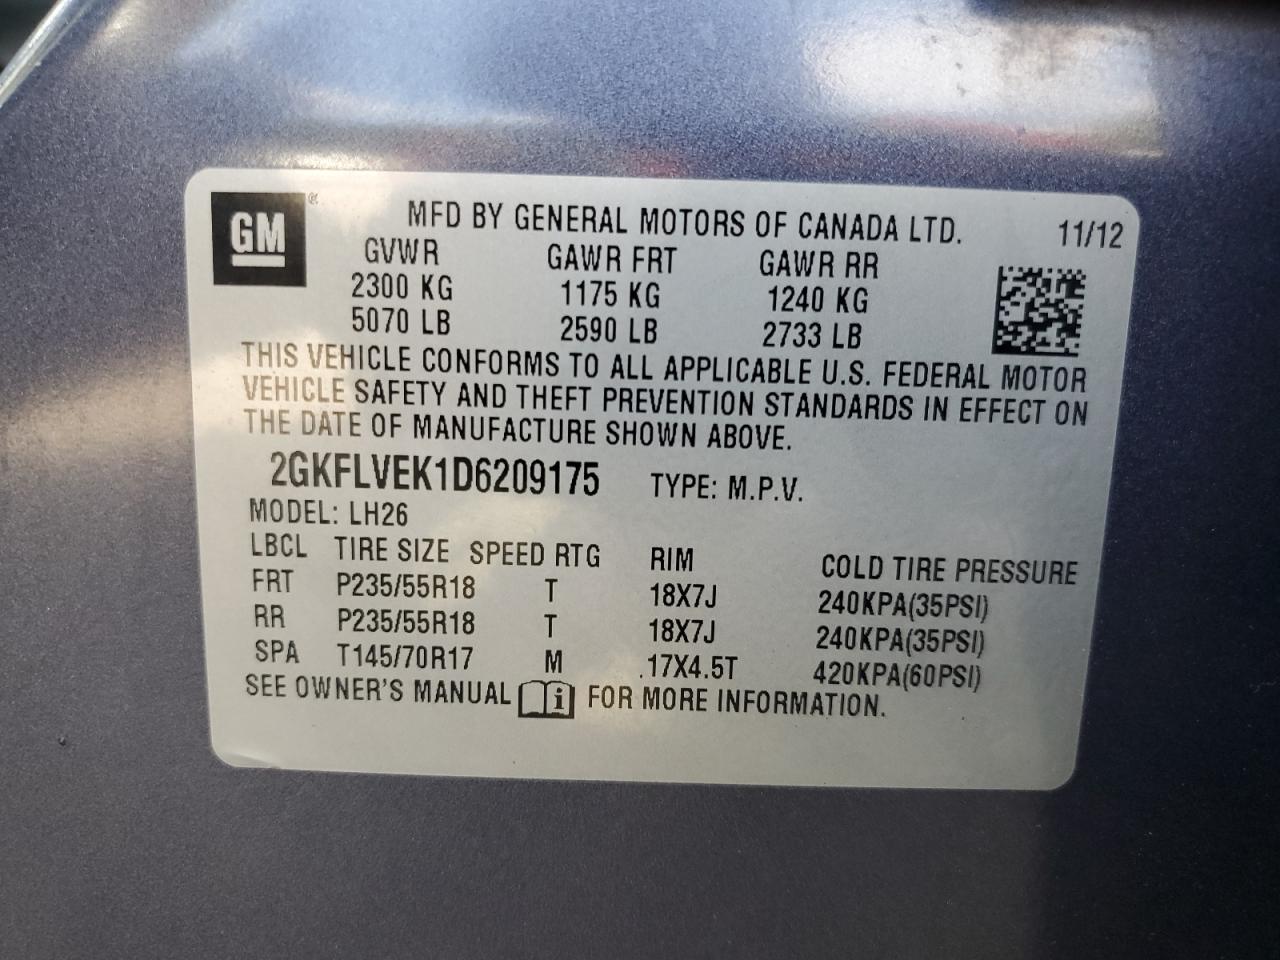 GM
MFD BY GENERAL MOTORS OF CANADA LTD. 11/12
GVWR GAWR FRT GAWR RR
2300 KG 1175 KG 1240 KG
5070 LB 2590 LB 2733 LB
THIS VEHICLE CONFORMS TO ALL APPLICABLE U.S. FEDERAL MOTOR
VEHICLE SAFETY AND THEFT PREVENTION STANDARDS IN EFFECT ON
THE DATE OF MANUFACTURE SHOWN ABOVE.
2GKFLVEK1D6209175 TYPE: M.P.V.
MODEL: LH26
LBCL TIRE SIZE SPEED RTG RIM COLD TIRE PRESSURE
FRT P235/55R18 T 18X7J 240KPA(35PSI)
RR P235/55R18 T 18X7J 240KPA(35PSI)
SPA T145/70R17 M 17X4.5T 420KPA(60PSI)
SEE OWNER'S MANUAL i FOR MORE INFORMATION.